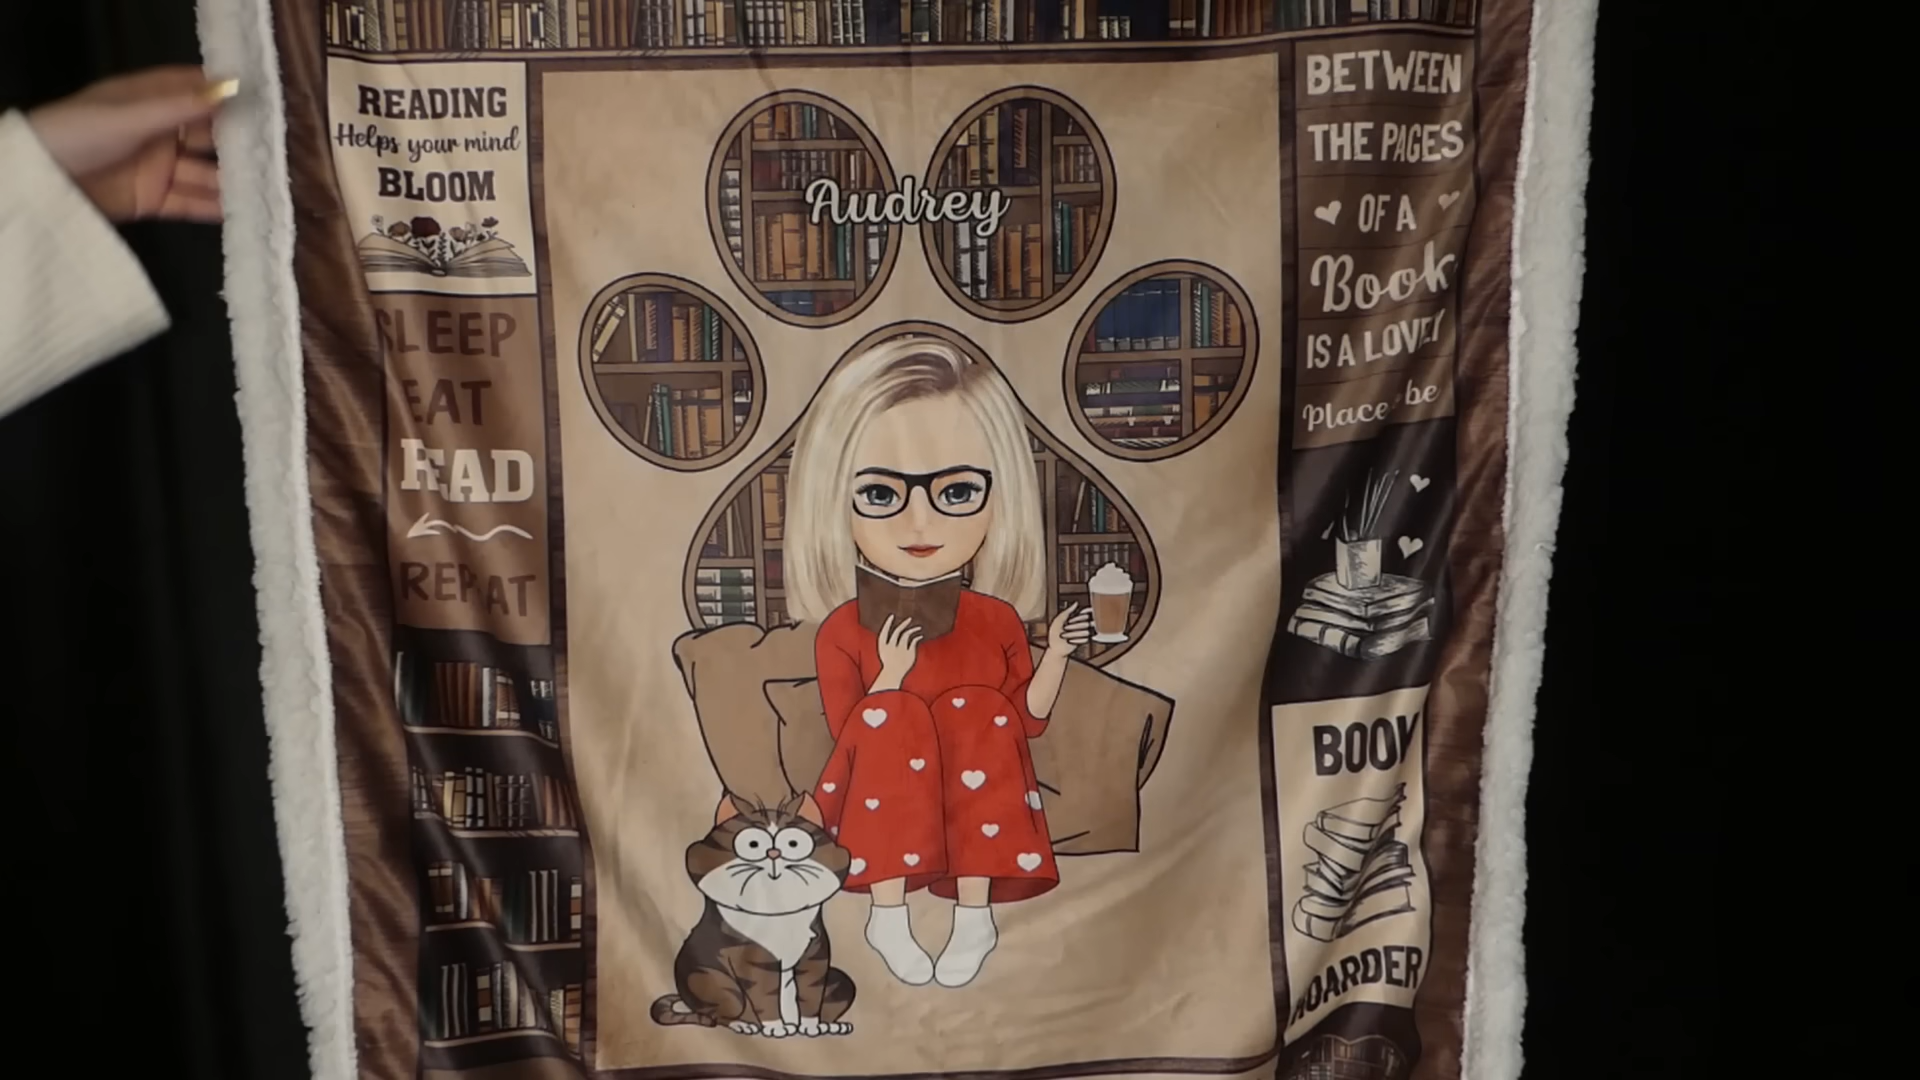 READING
Helps your mind
BLOOM
SLEEP
EAT
READ
REPEAT
Audrey
BETWEEN
THE PAGES
OF A
Book
IS A LOVELY
Place be
BOOK
HOARDER